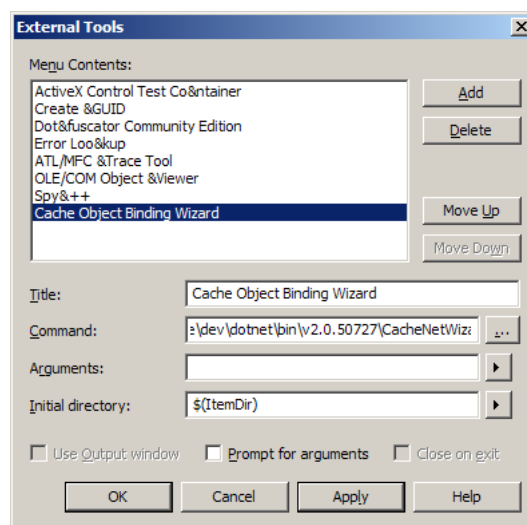 External Tools
Menu Contents:
ActiveX Control Test Co&ntainer
Create &GUID
Dot&fuscator Community Edition
Error Loo&kup
ATL/MFC &Trace Tool
OLE/COM Object &Viewer
Spy&++
Cache Object Binding Wizard
Add
Delete
Move Up
Move Down
Title:
Cache Object Binding Wizard
Command:
e\dev\dotnet\bin\v2.0.50727\CacheNetWiza
...
Arguments:
Initial directory:
$(ItemDir)
Use Output window
Prompt for arguments
Close on exit
OK
Cancel
Apply
Help